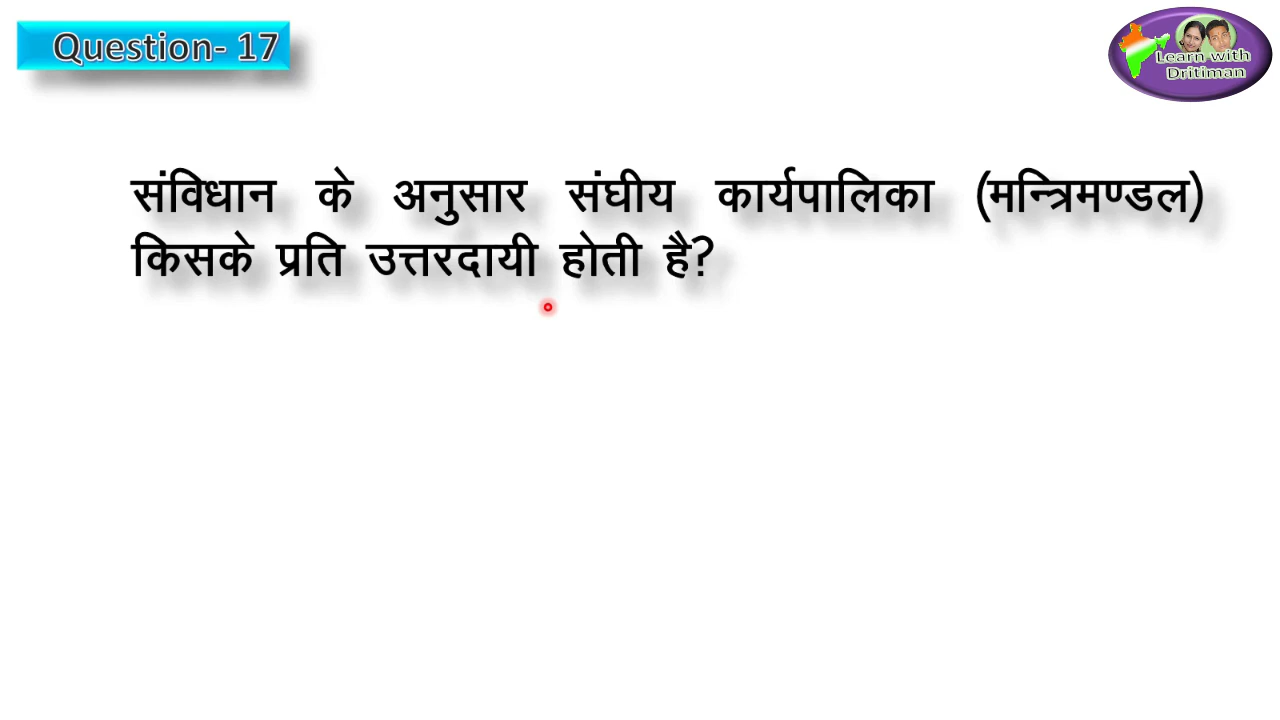 Question- 17
Learn with
Dritiman
संविधान के अनुसार संघीय कार्यपालिका (मन्त्रिमण्डल)
किसके प्रति उत्तरदायी होती है?